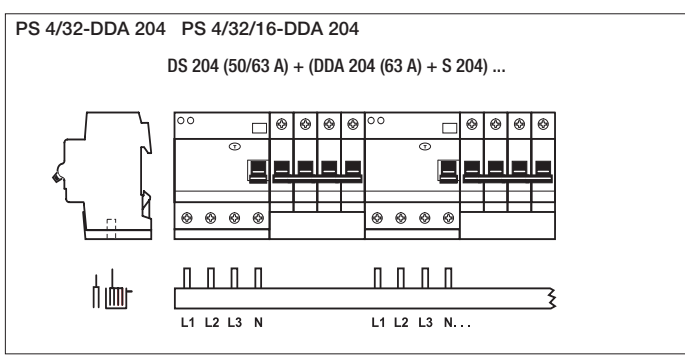 PS 4/32-DDA 204 PS 4/32/16-DDA 204
DS 204 (50/63 A) + (DDA 204 (63 A) + S 204) ...
T T
L1 L2 L3 N L1 L2 L3 N...